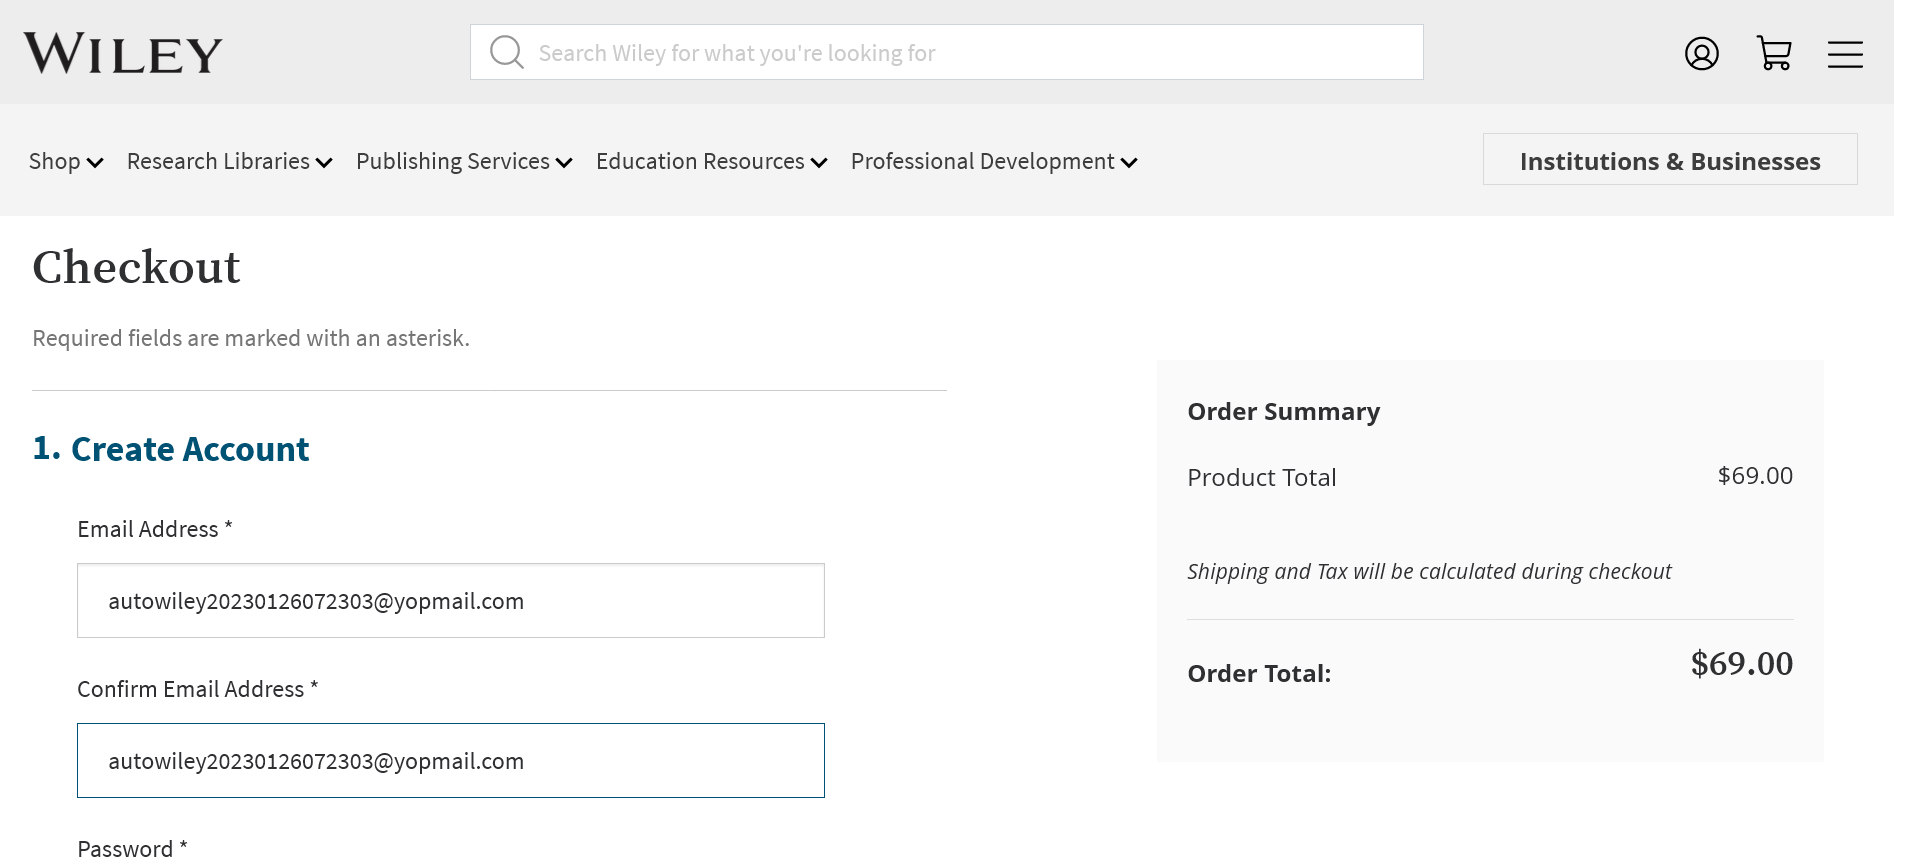 WILEY
Search Wiley for what you're looking for
Shop Research Libraries Publishing Services Education Resources Professional Development Institutions & Businesses
Checkout
Required fields are marked with an asterisk.
1. Create Account
Email Address *
autowiley20230126072303@yopmail.com
Confirm Email Address *
autowiley20230126072303@yopmail.com
Password *
Order Summary
Product Total $69.00
Shipping and Tax will be calculated during checkout
Order Total: $69.00